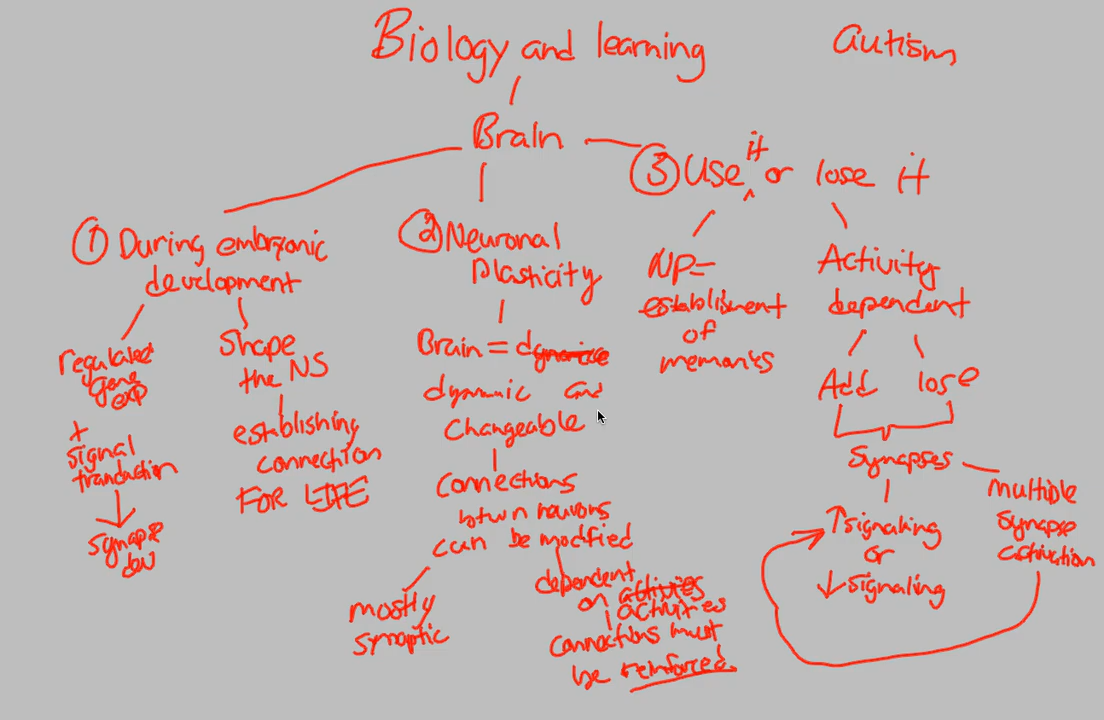 Biology and learning
Autism
Brain
① During embryonic
development
regulated
gene
exp
+
signal
tranduction
synapse
dev
Shape
the NS
establishing
connection
FOR LIFE
② Neuronal
Plasticity
Brain = dynamic
dynamic and
changeable
Connections
betwn neurons
can be modified
mostly
synaptic
dependent
on activities
activities
connections must
be reinforced
③ Use it or lose it
NP=
establishment
of
memories
Activity
dependent
Add lose
Synapses
↑signaling
or
↓signaling
multiple
synapse
activation